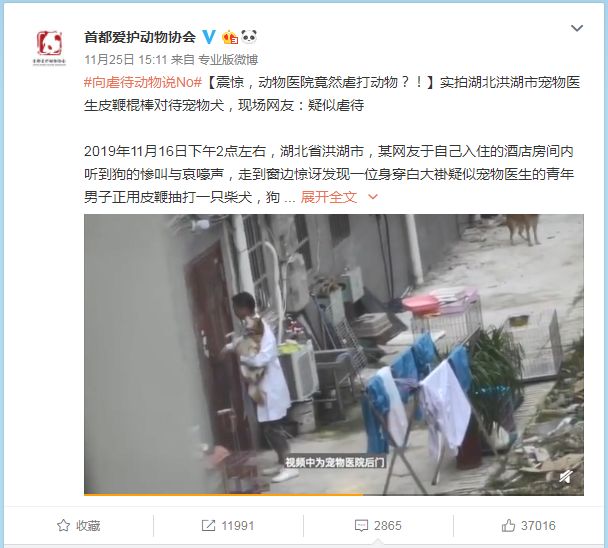 首都爱护动物协会
11月25日 15:11 来自 专业版微博
#向虐待动物说No#【震惊，动物医院竟然虐打动物？！】实拍湖北洪湖市宠物医
生皮鞭棍棒对待宠物犬，现场网友：疑似虐待
2019年11月16日下午2点左右，湖北省洪湖市，某网友于自己入住的酒店房间内
听到狗的惨叫与哀嚎声，走到窗边惊讶发现一位身穿白大褂疑似宠物医生的青年
男子正用皮鞭抽打一只柴犬，狗 ... 展开全文
视频中为宠物医院后门
收藏
11991
2865
37016